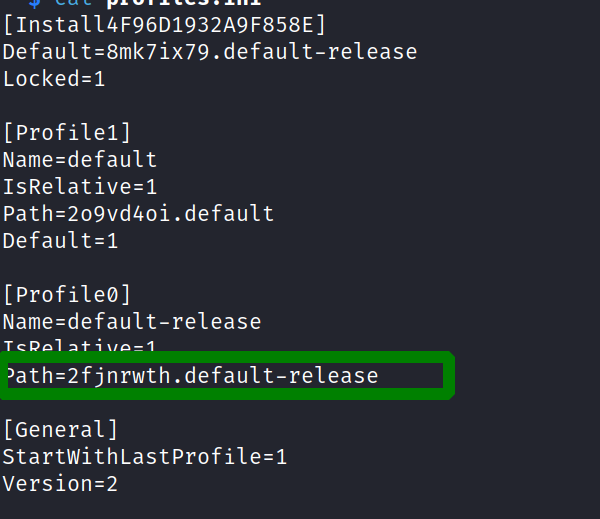 $ cat profiles.ini
[Install4F96D1932A9F858E]
Default=8mk7ix79.default-release
Locked=1
[Profile1]
Name=default
IsRelative=1
Path=2o9vd4oi.default
Default=1
[Profile0]
Name=default-release
IsRelative=1
Path=2fjnrwth.default-release
[General]
StartWithLastProfile=1
Version=2